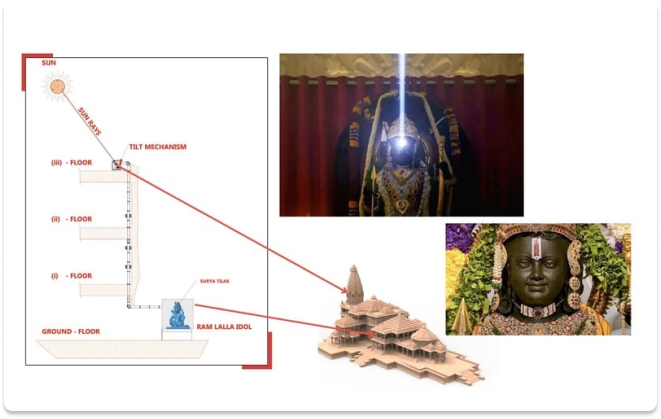 SUN
SUN RAYS
TILT MECHANISM
(iii) - FLOOR
(ii) - FLOOR
(i) - FLOOR
SURYA TILAK
RAM LALLA IDOL
GROUND - FLOOR